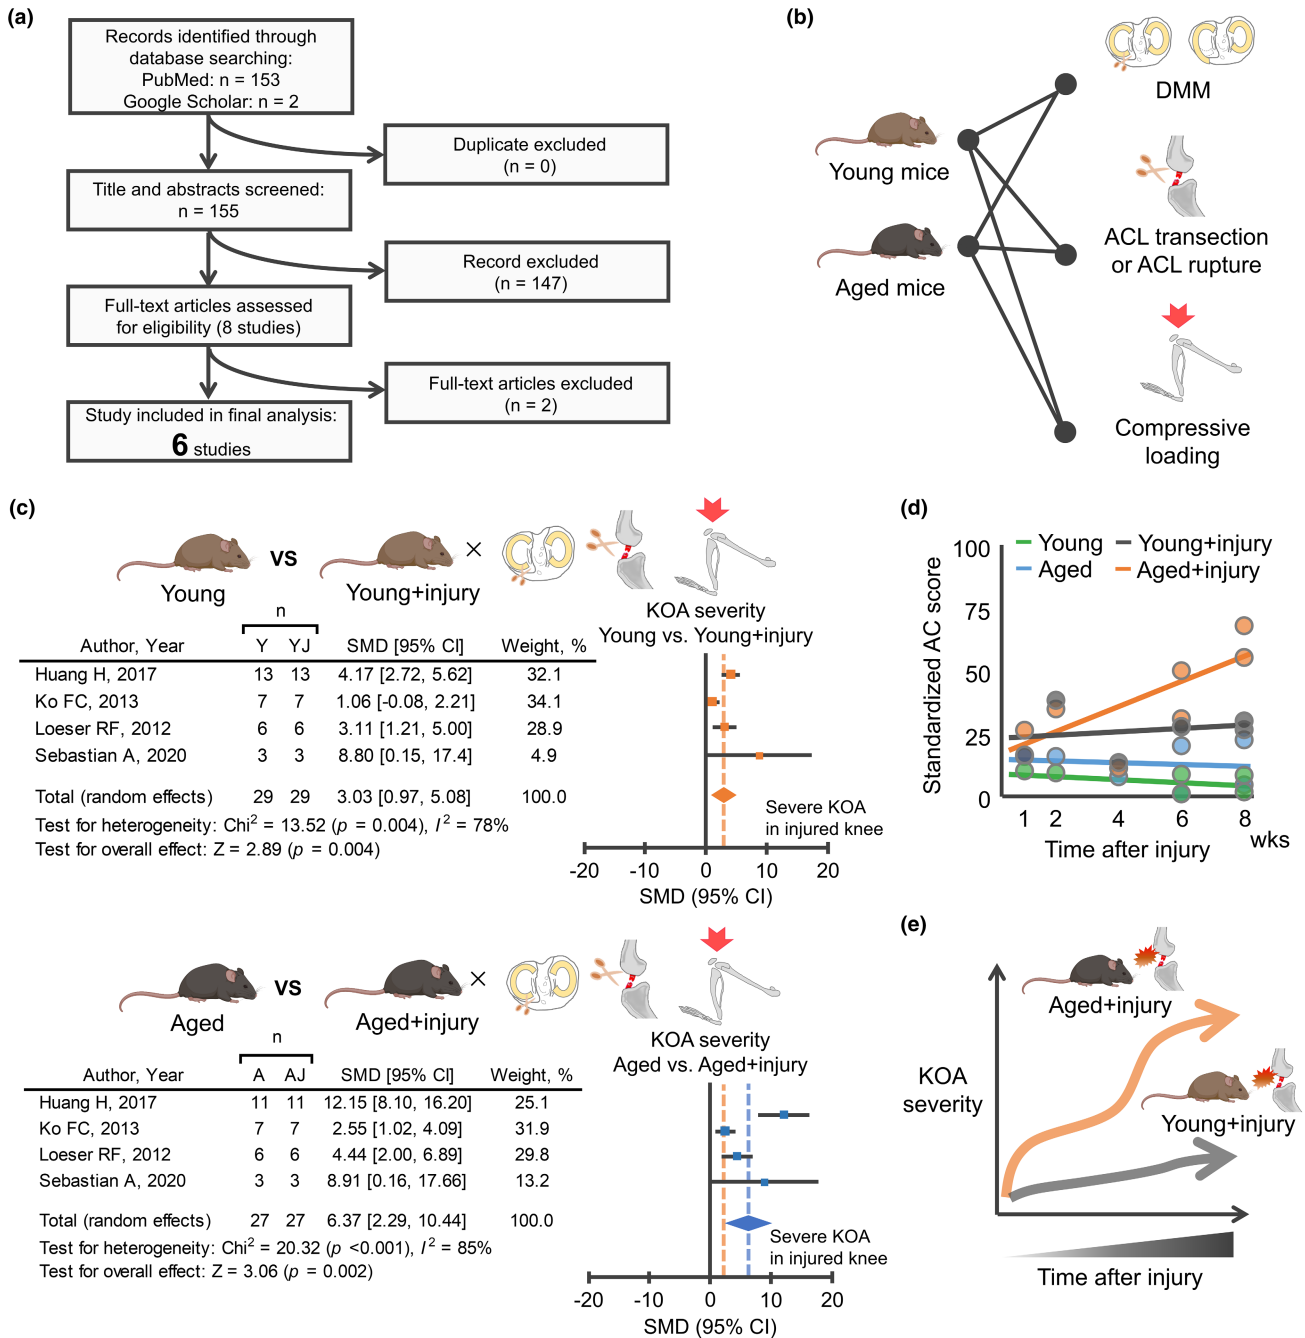 (a)
Records identified through
database searching:
PubMed: n = 153
Google Scholar: n = 2
Duplicate excluded
(n = 0)
Title and abstracts screened:
n = 155
Record excluded
(n = 147)
Full-text articles assessed
for eligibility (8 studies)
Full-text articles excluded
(n = 2)
Study included in final analysis:
6 studies
(b)
Young mice
Aged mice
DMM
ACL transection
or ACL rupture
Compressive
loading
(c)
Young
VS
Young+injury
×
KOA severity
Young vs. Young+injury
n
Author, Year Y YJ SMD [95% CI] Weight, %
Huang H, 2017 13 13 4.17 [2.72, 5.62] 32.1
Ko FC, 2013 7 7 1.06 [-0.08, 2.21] 34.1
Loeser RF, 2012 6 6 3.11 [1.21, 5.00] 28.9
Sebastian A, 2020 3 3 8.80 [0.15, 17.4] 4.9
Total (random effects) 29 29 3.03 [0.97, 5.08] 100.0
Test for heterogeneity: Chi² = 13.52 (p = 0.004), I² = 78%
Test for overall effect: Z = 2.89 (p = 0.004)
Severe KOA
in injured knee
-20 -10 0 10 20
SMD (95% CI)
Aged
VS
Aged+injury
×
KOA severity
Aged vs. Aged+injury
n
Author, Year A AJ SMD [95% CI] Weight, %
Huang H, 2017 11 11 12.15 [8.10, 16.20] 25.1
Ko FC, 2013 7 7 2.55 [1.02, 4.09] 31.9
Loeser RF, 2012 6 6 4.44 [2.00, 6.89] 29.8
Sebastian A, 2020 3 3 8.91 [0.16, 17.66] 13.2
Total (random effects) 27 27 6.37 [2.29, 10.44] 100.0
Test for heterogeneity: Chi² = 20.32 (p <0.001), I² = 85%
Test for overall effect: Z = 3.06 (p = 0.002)
Severe KOA
in injured knee
-20 -10 0 10 20
SMD (95% CI)
(d)
Standardized AC score
100
75
50
25
0
Young Young+injury
Aged Aged+injury
1 2 4 6 8
wks
Time after injury
(e)
KOA
severity
Aged+injury
Young+injury
Time after injury